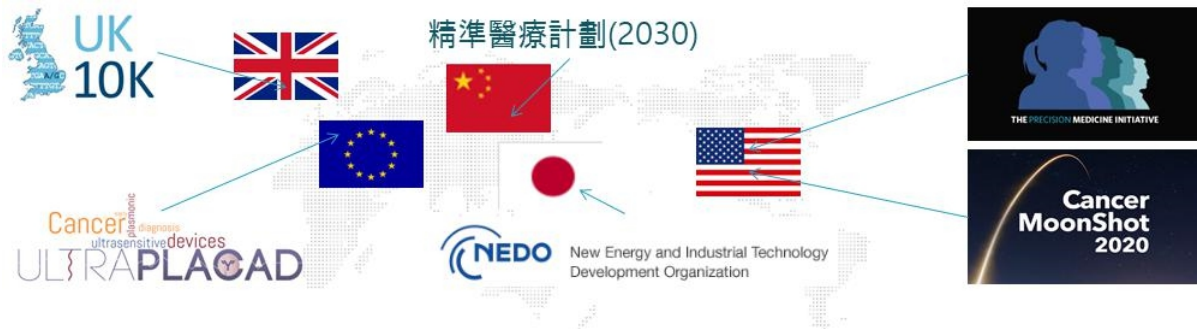 UK
10K
精準醫療計劃(2030)
THE PRECISION MEDICINE INITIATIVE
Cancer
MoonShot
2020
Cancer
plasmonic
diagnosis
ultrasensitive devices
ULTRAPLACAD
NEDO
New Energy and Industrial Technology
Development Organization